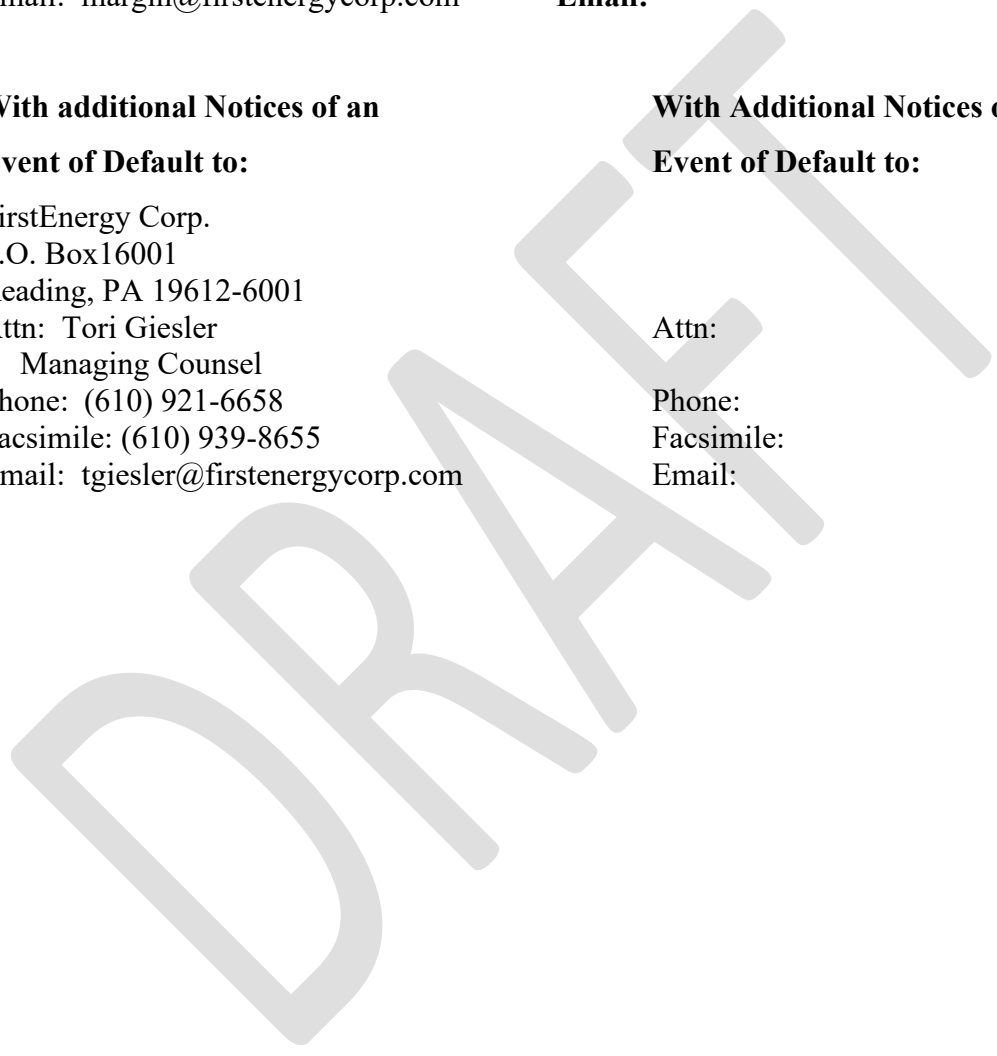 mail: margin@firstenergycorp.com Email:
With additional Notices of an
vent of Default to:
irstEnergy Corp.
.O. Box16001
eading, PA 19612-6001
ttn: Tori Giesler
Managing Counsel
hone: (610) 921-6658
acsimile: (610) 939-8655
mail: tgiesler@firstenergycorp.com
With Additional Notices o
Event of Default to:
Attn:
Phone:
Facsimile:
Email:
DRAFT